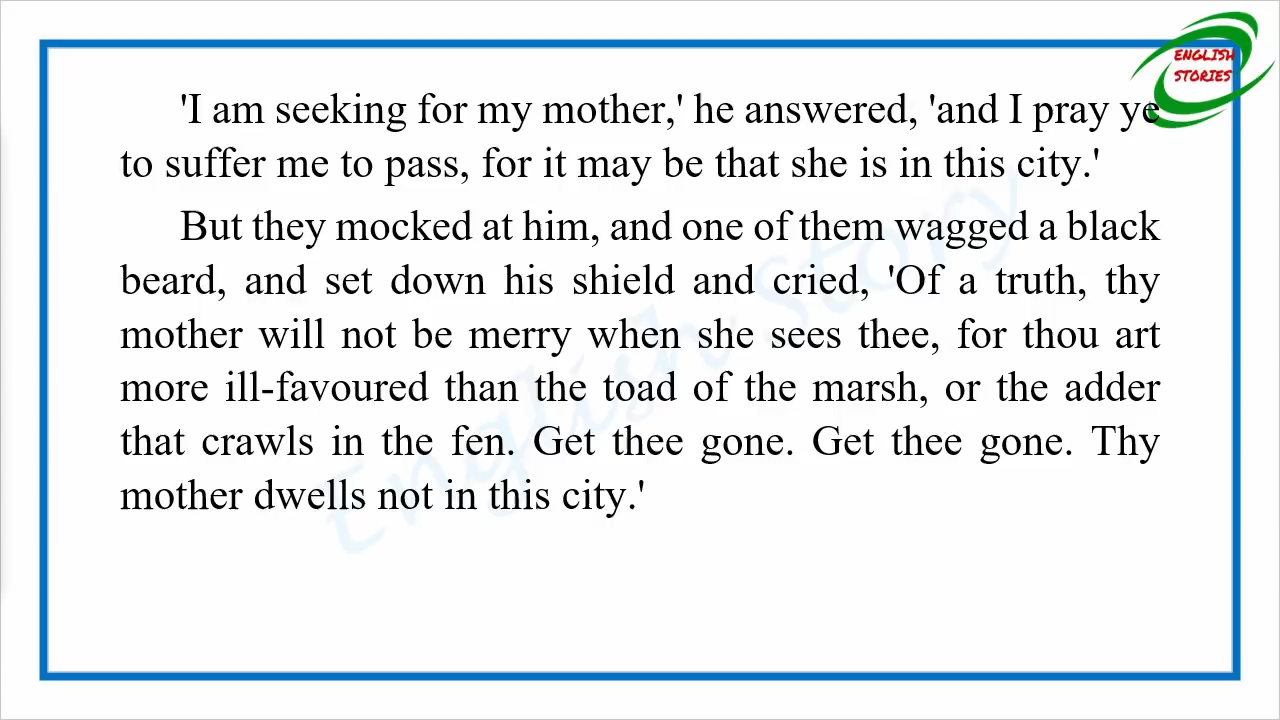 ENGLISH
STORIES
'I am seeking for my mother,' he answered, 'and I pray ye
to suffer me to pass, for it may be that she is in this city.'
But they mocked at him, and one of them wagged a black
beard, and set down his shield and cried, 'Of a truth, thy
mother will not be merry when she sees thee, for thou art
more ill-favoured than the toad of the marsh, or the adder
that crawls in the fen. Get thee gone. Get thee gone. Thy
mother dwells not in this city.'
English Story